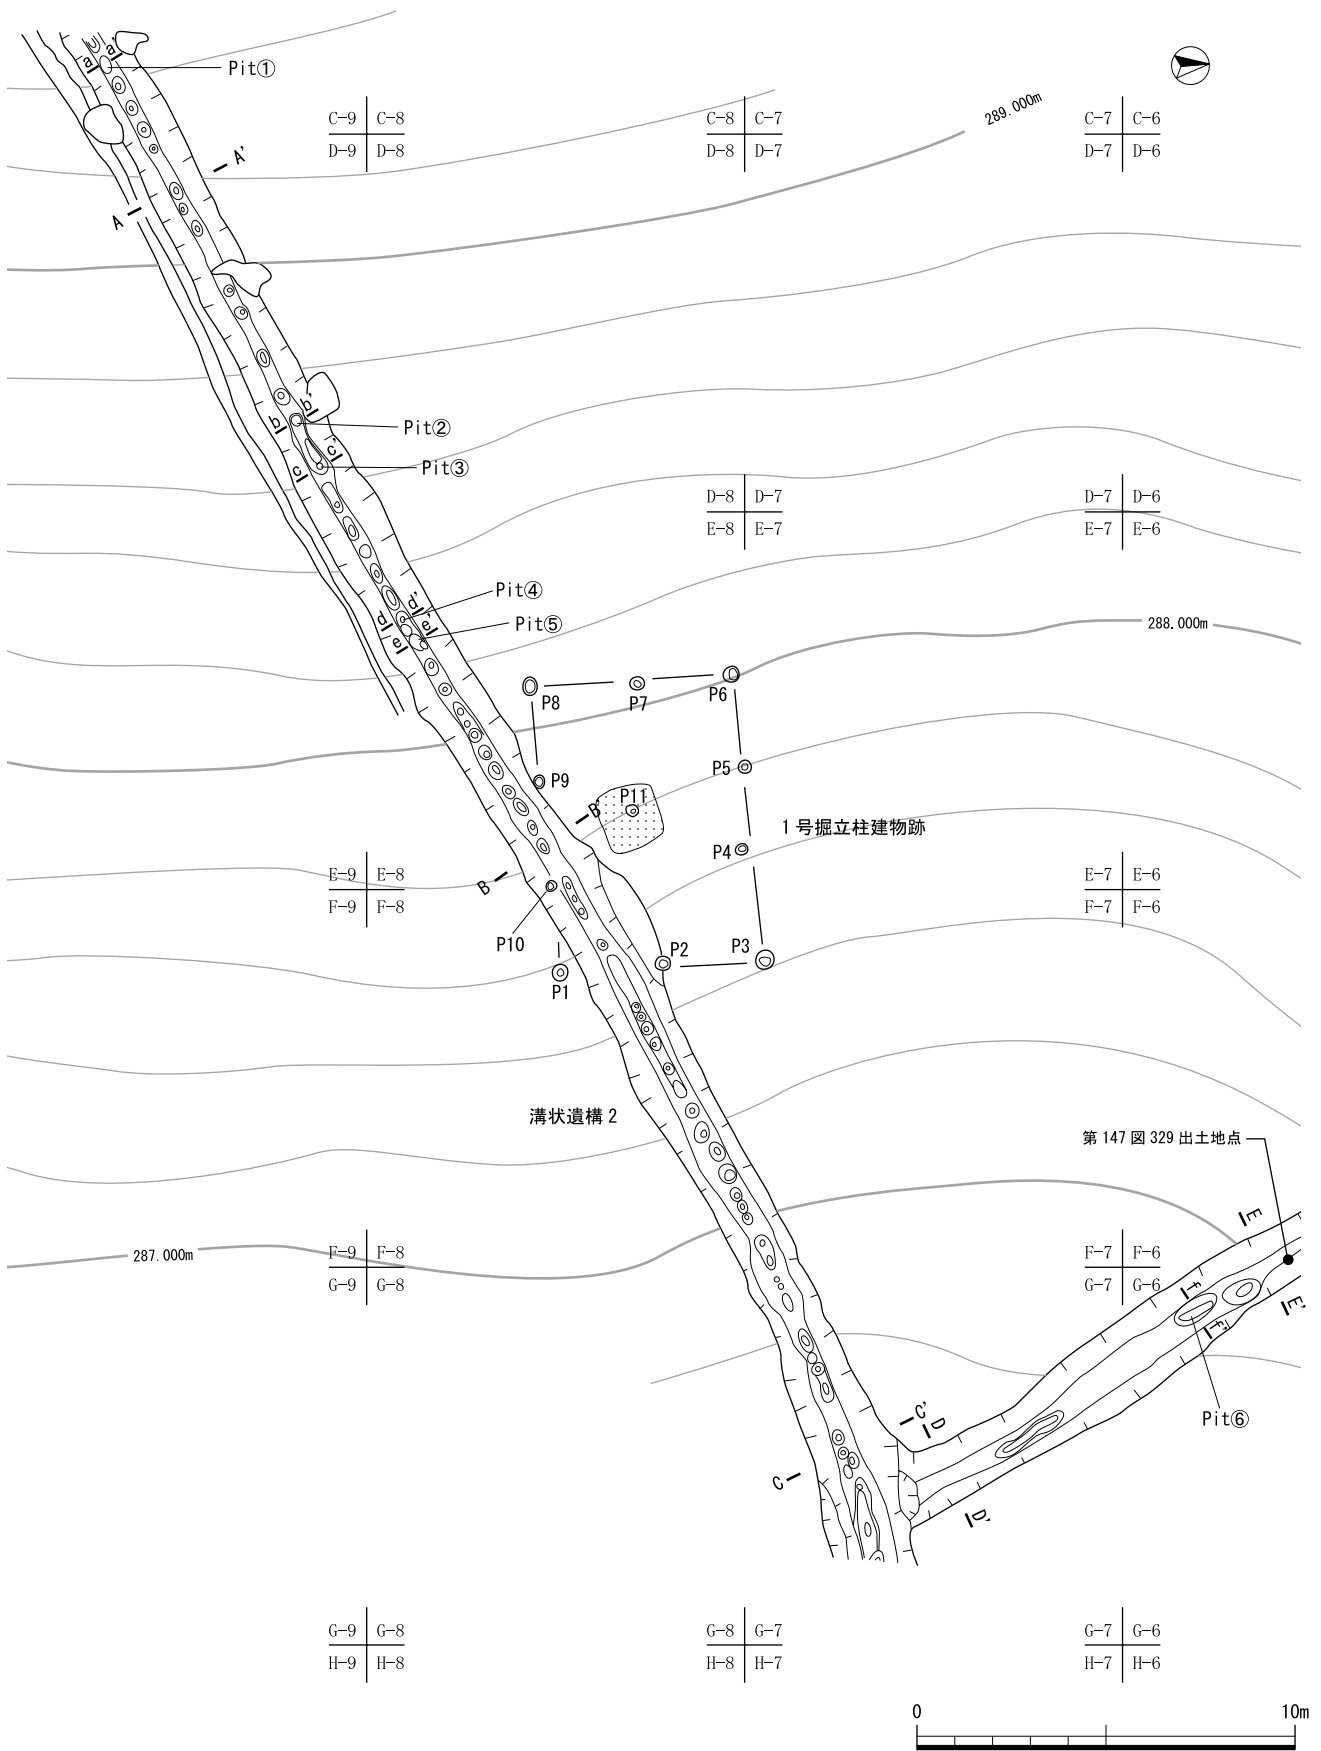 a a'
Pit①
289.000m
C-9 C-8
D-9 D-8
C-8 C-7
D-8 D-7
C-7 C-6
D-7 D-6
A A'
b b'
Pit②
c c'
Pit③
D-8 D-7
E-8 E-7
D-7 D-6
E-7 E-6
d d'
Pit④
e e'
Pit⑤
288.000m
P8
P7
P6
P9
P5
P11
B'
1号掘立柱建物跡
P4
E-9 E-8
F-9 F-8
B
E-7 E-6
F-7 F-6
P10
P2
P3
P1
溝状遺構2
第147図329出土地点
E
287.000m
F-9 F-8
G-9 G-8
F-7 F-6
G-7 G-6
f
E'
f'
Pit⑥
C'
D
C
D'
G-9 G-8
H-9 H-8
G-8 G-7
H-8 H-7
G-7 G-6
H-7 H-6
0 10m